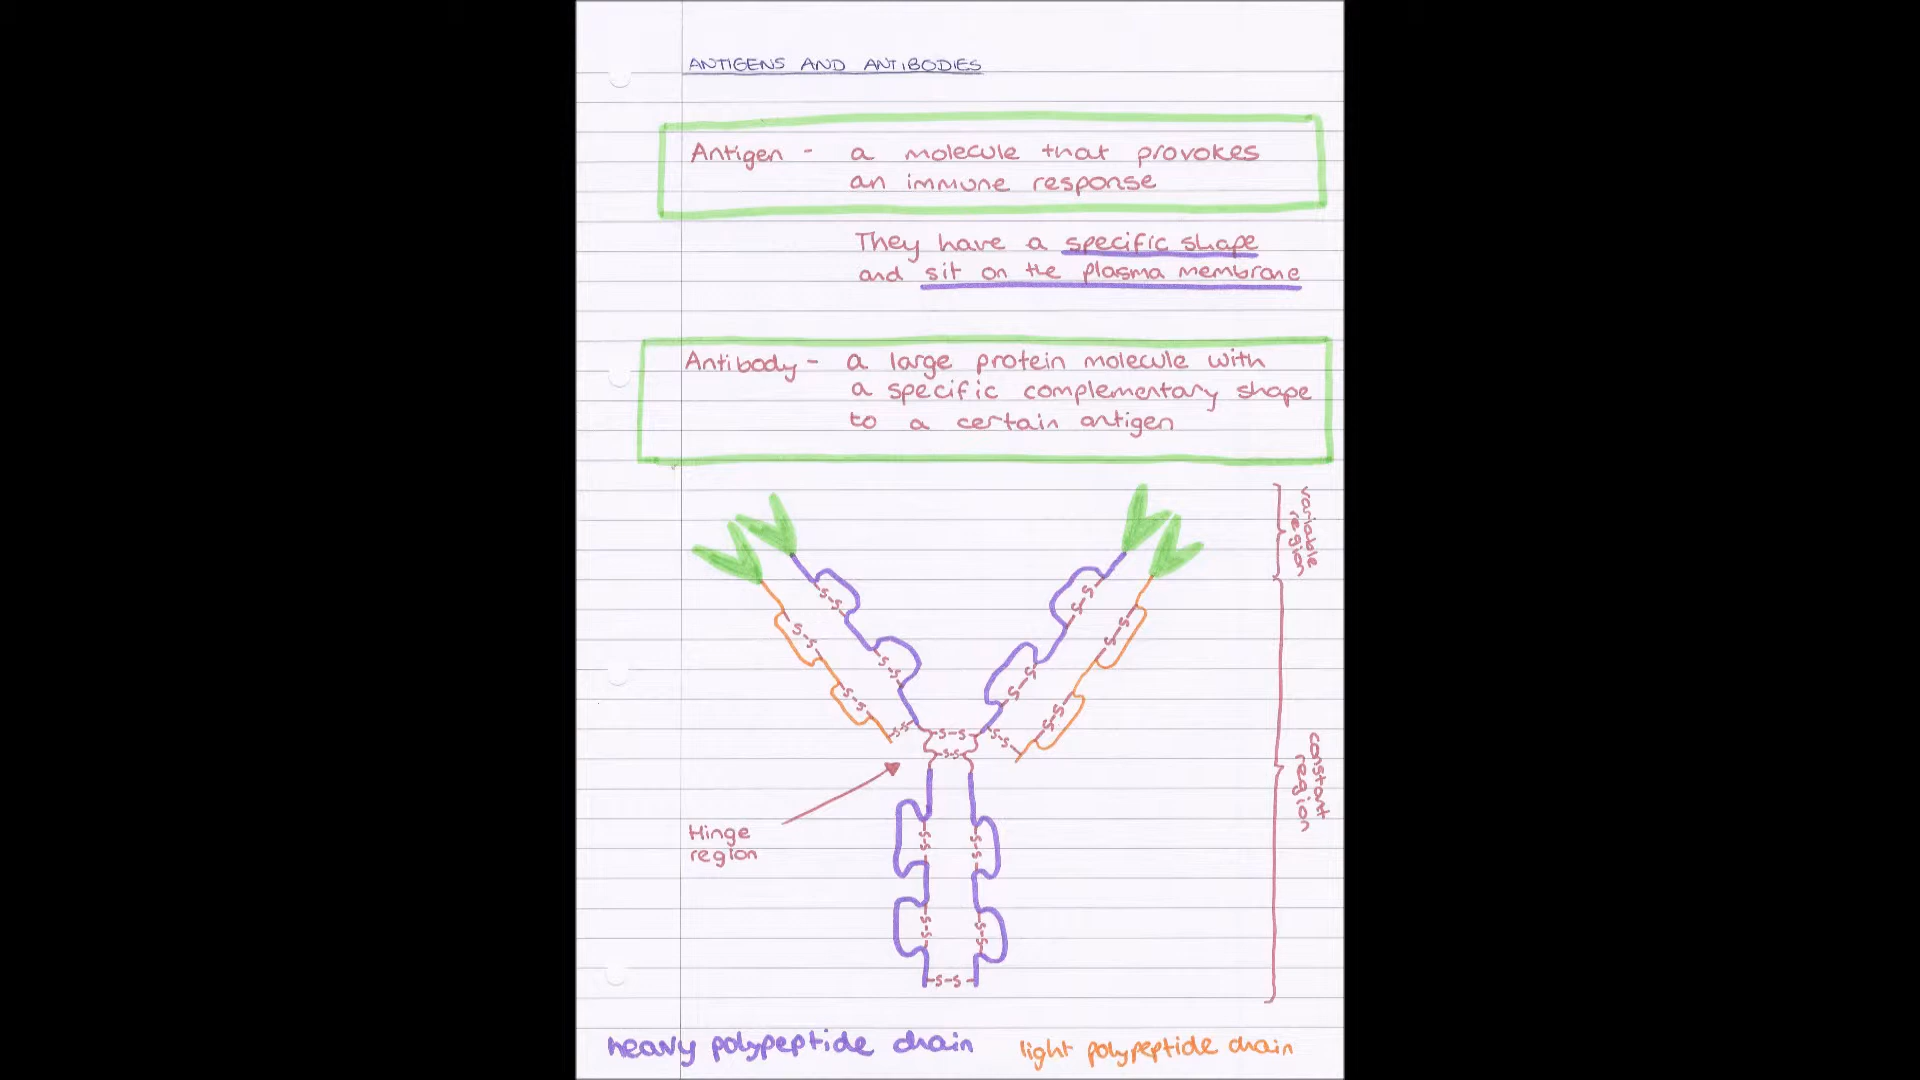 ANTIGENS AND ANTIBODIES
Antigen - a molecule that provokes
an immune response
They have a specific shape
and sit on the plasma membrane
Antibody - a large protein molecule with
a specific complementary shape
to a certain antigen
variable
region
S-S
S-S
S-S
S-S
S-S
S-S
S-S
S-S
S-S
S-S
S-S
S-S
constant
region
Hinge
region
S-S
S-S
S-S
S-S
S-S
heavy polypeptide chain
light polypeptide chain